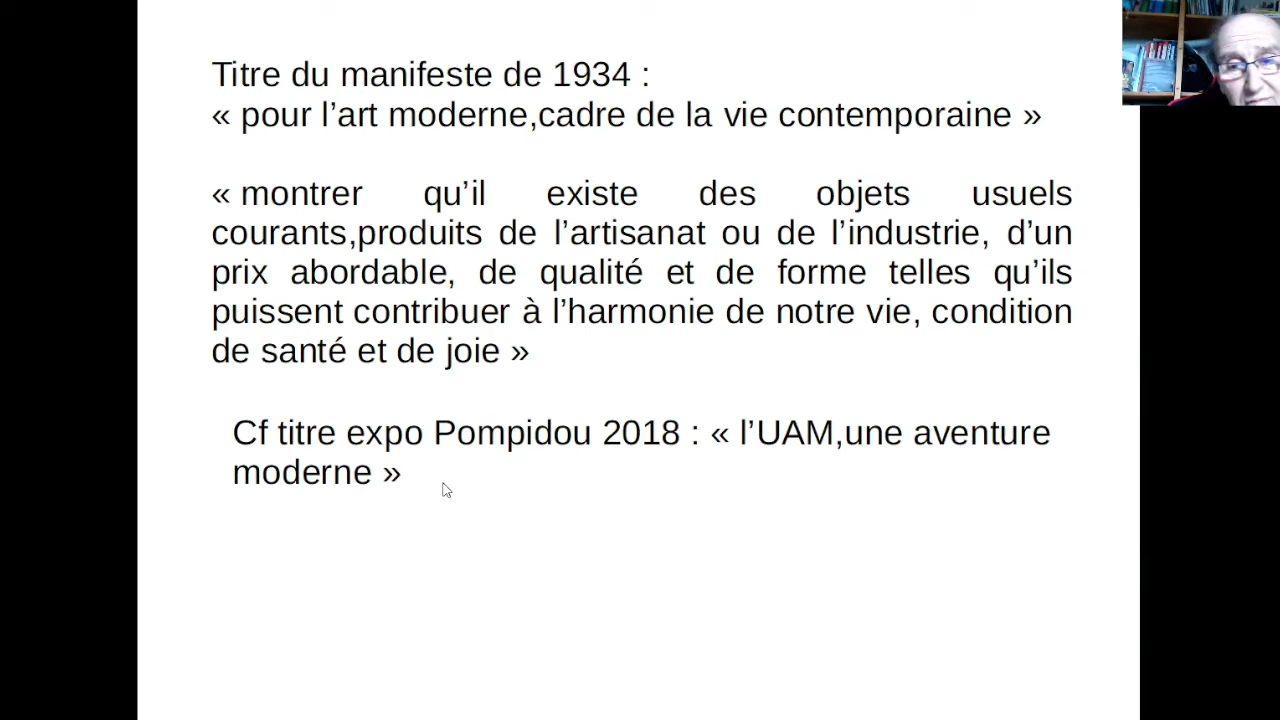 Titre du manifeste de 1934 :
« pour l’art moderne,cadre de la vie contemporaine »
« montrer qu’il existe des objets usuels
courants,produits de l’artisanat ou de l’industrie, d’un
prix abordable, de qualité et de forme telles qu’ils
puissent contribuer à l’harmonie de notre vie, condition
de santé et de joie »
Cf titre expo Pompidou 2018 : « l’UAM,une aventure
moderne »